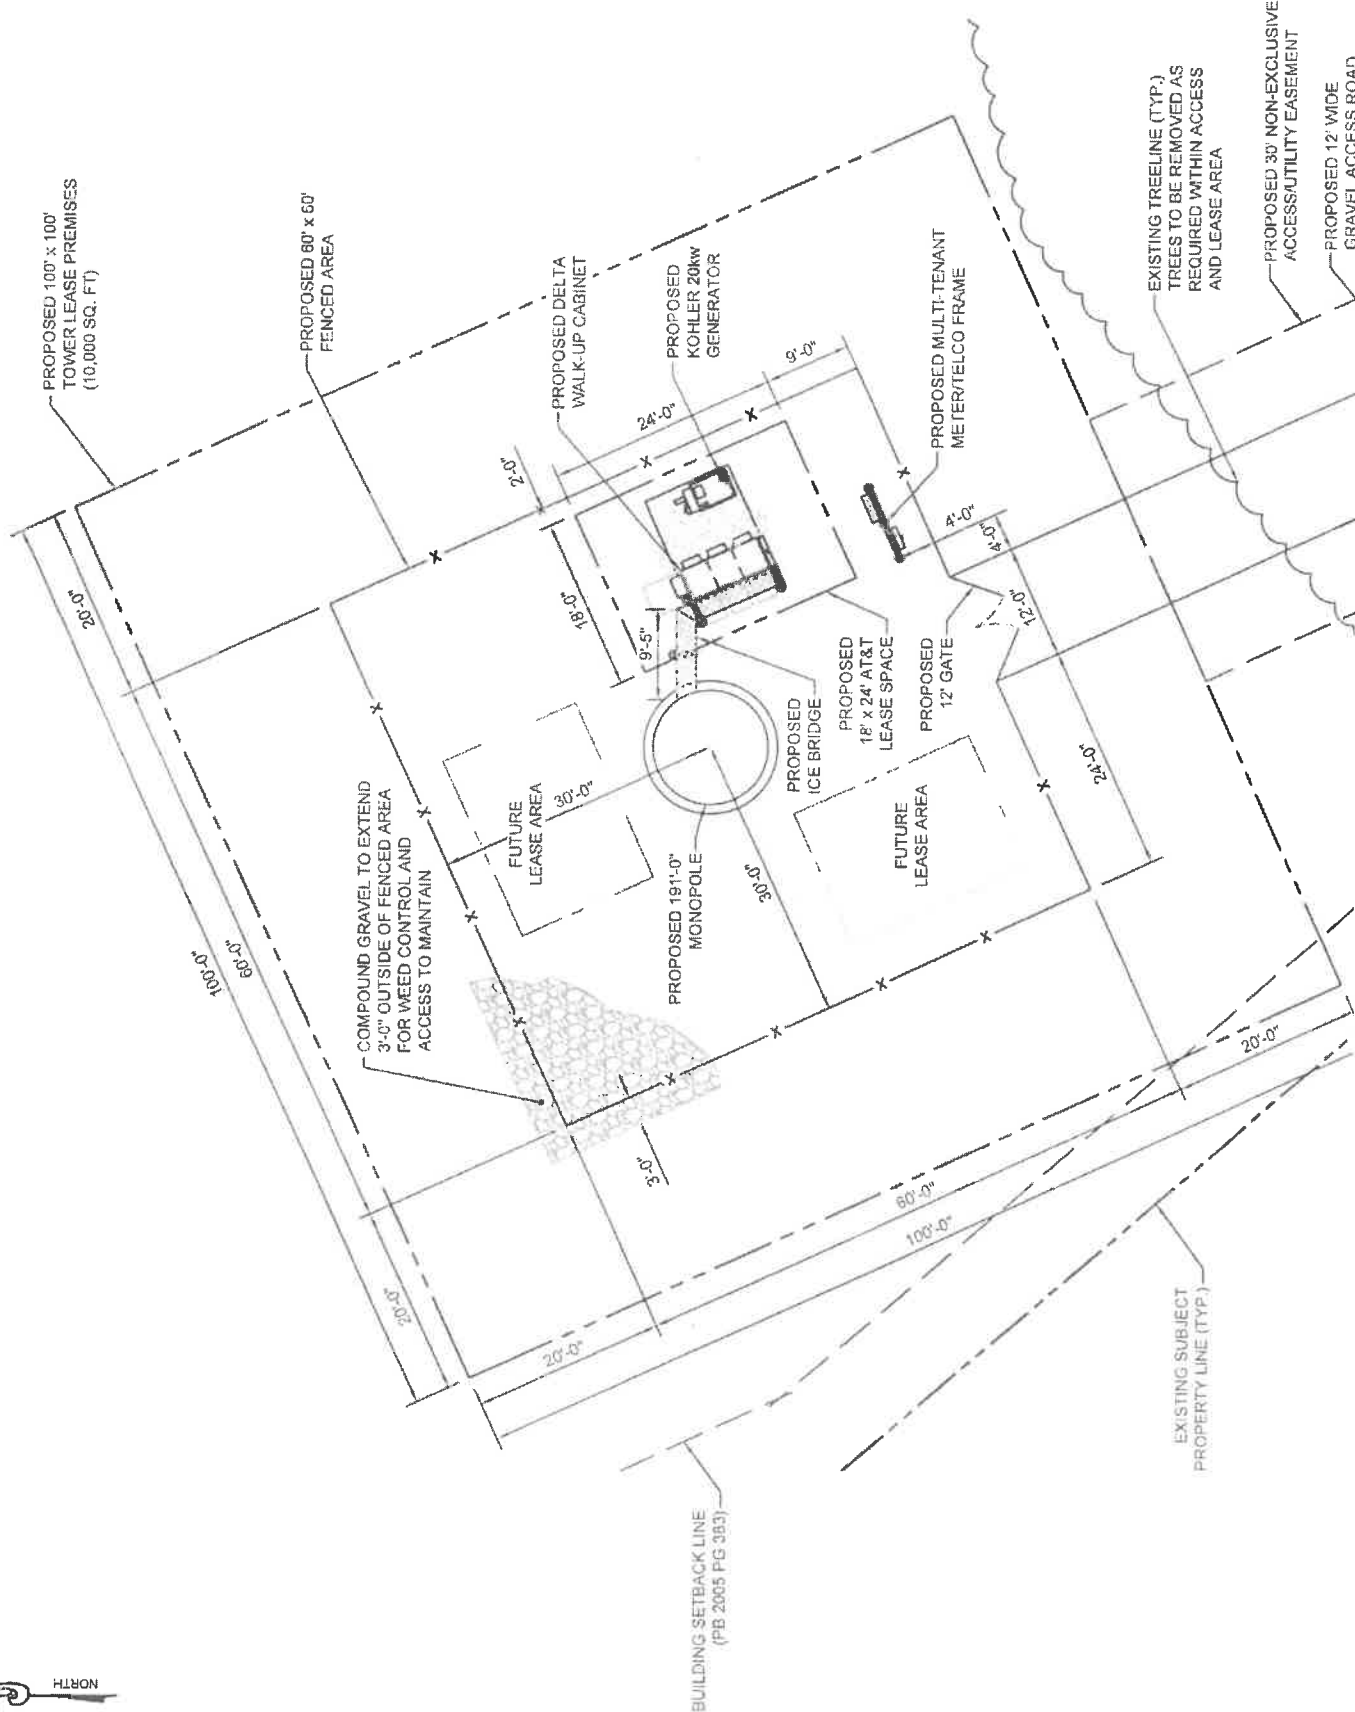 PROPOSED 100' x 100'
TOWER LEASE PREMISES
(10,000 SQ. FT)
PROPOSED 60' x 60'
FENCED AREA
PROPOSED DELTA
WALK-UP CABINET
PROPOSED
KOHLER 20kw
GENERATOR
PROPOSED MULTI-TENANT
METER/TELCO FRAME
EXISTING TREELINE (TYP.)
TREES TO BE REMOVED AS
REQUIRED WITHIN ACCESS
AND LEASE AREA
PROPOSED 30' NON-EXCLUSIVE
ACCESS/UTILITY EASEMENT
PROPOSED 12' WIDE
GRAVEL ACCESS ROAD
20'-0"
2'-0"
24'-0"
9'-0"
18'-0"
9'-5"
4'-0"
4'-0"
12'-0"
PROPOSED
ICE BRIDGE
PROPOSED
18' x 24' AT&T
LEASE SPACE
PROPOSED
12' GATE
FUTURE
LEASE AREA
30'-0"
PROPOSED 191'-0"
MONOPOLE
30'-0"
FUTURE
LEASE AREA
24'-0"
COMPOUND GRAVEL TO EXTEND
3'-0" OUTSIDE OF FENCED AREA
FOR WEED CONTROL AND
ACCESS TO MAINTAIN
100'-0"
60'-0"
3'-0"
20'-0"
20'-0"
60'-0"
100'-0"
20'-0"
BUILDING SETBACK LINE
(PB 2005 PG 383)
EXISTING SUBJECT
PROPERTY LINE (TYP.)
NORTH
X
X
X
X
X
X
X
X
X
X
X
X
X